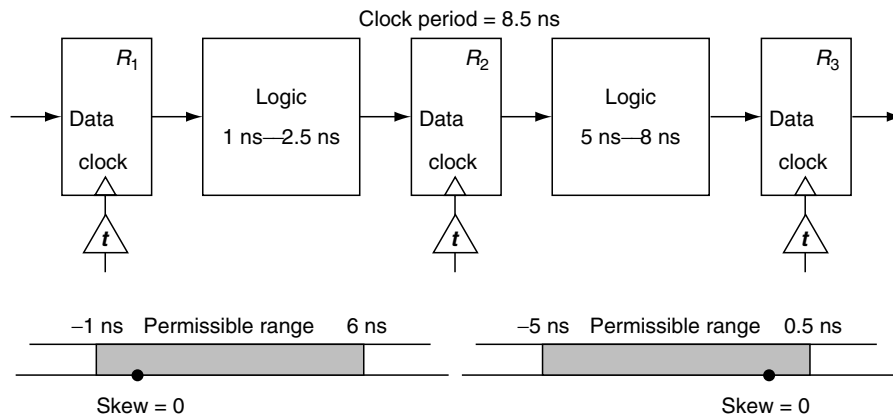 Clock period = 8.5 ns
R1 R2 R3
Logic Logic
Data 1 ns—2.5 ns Data 5 ns—8 ns Data
clock clock clock
t t t
−1 ns Permissible range 6 ns −5 ns Permissible range 0.5 ns
Skew = 0 Skew = 0